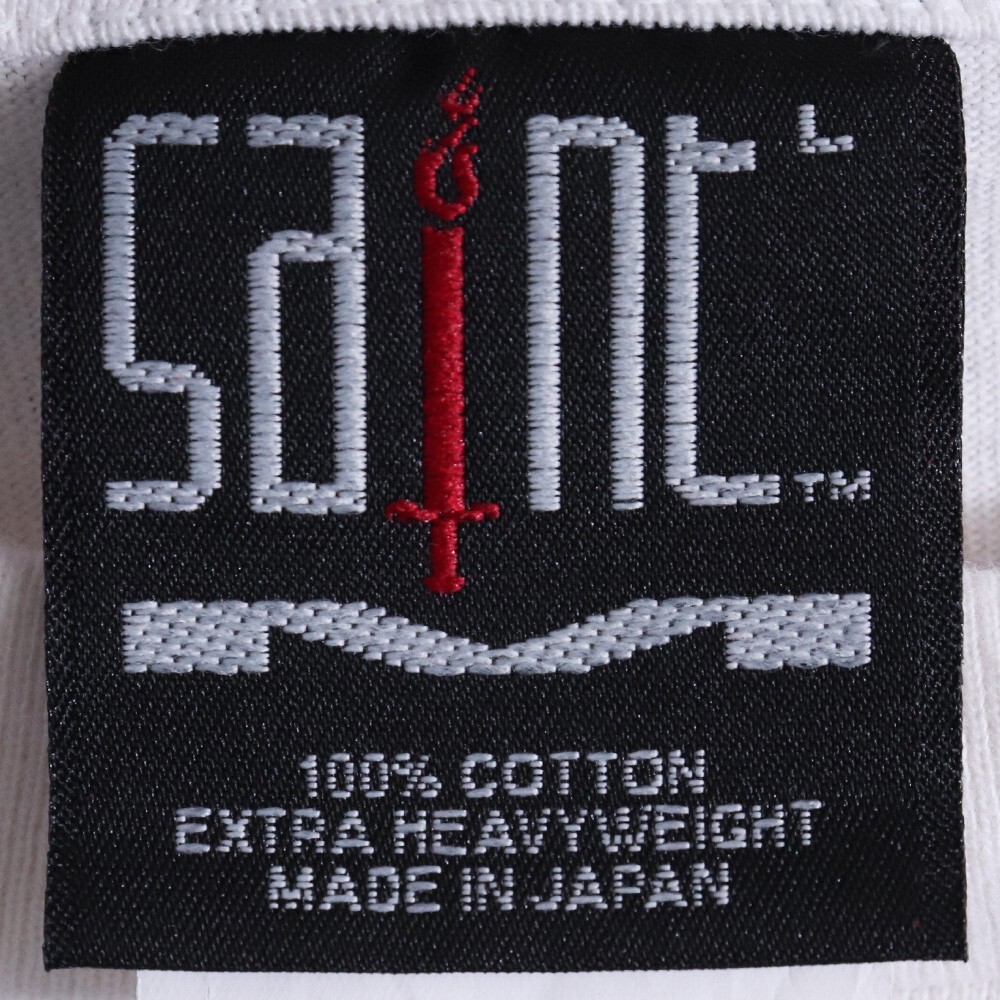 saint L
TM
100% COTTON
EXTRA HEAVYWEIGHT
MADE IN JAPAN